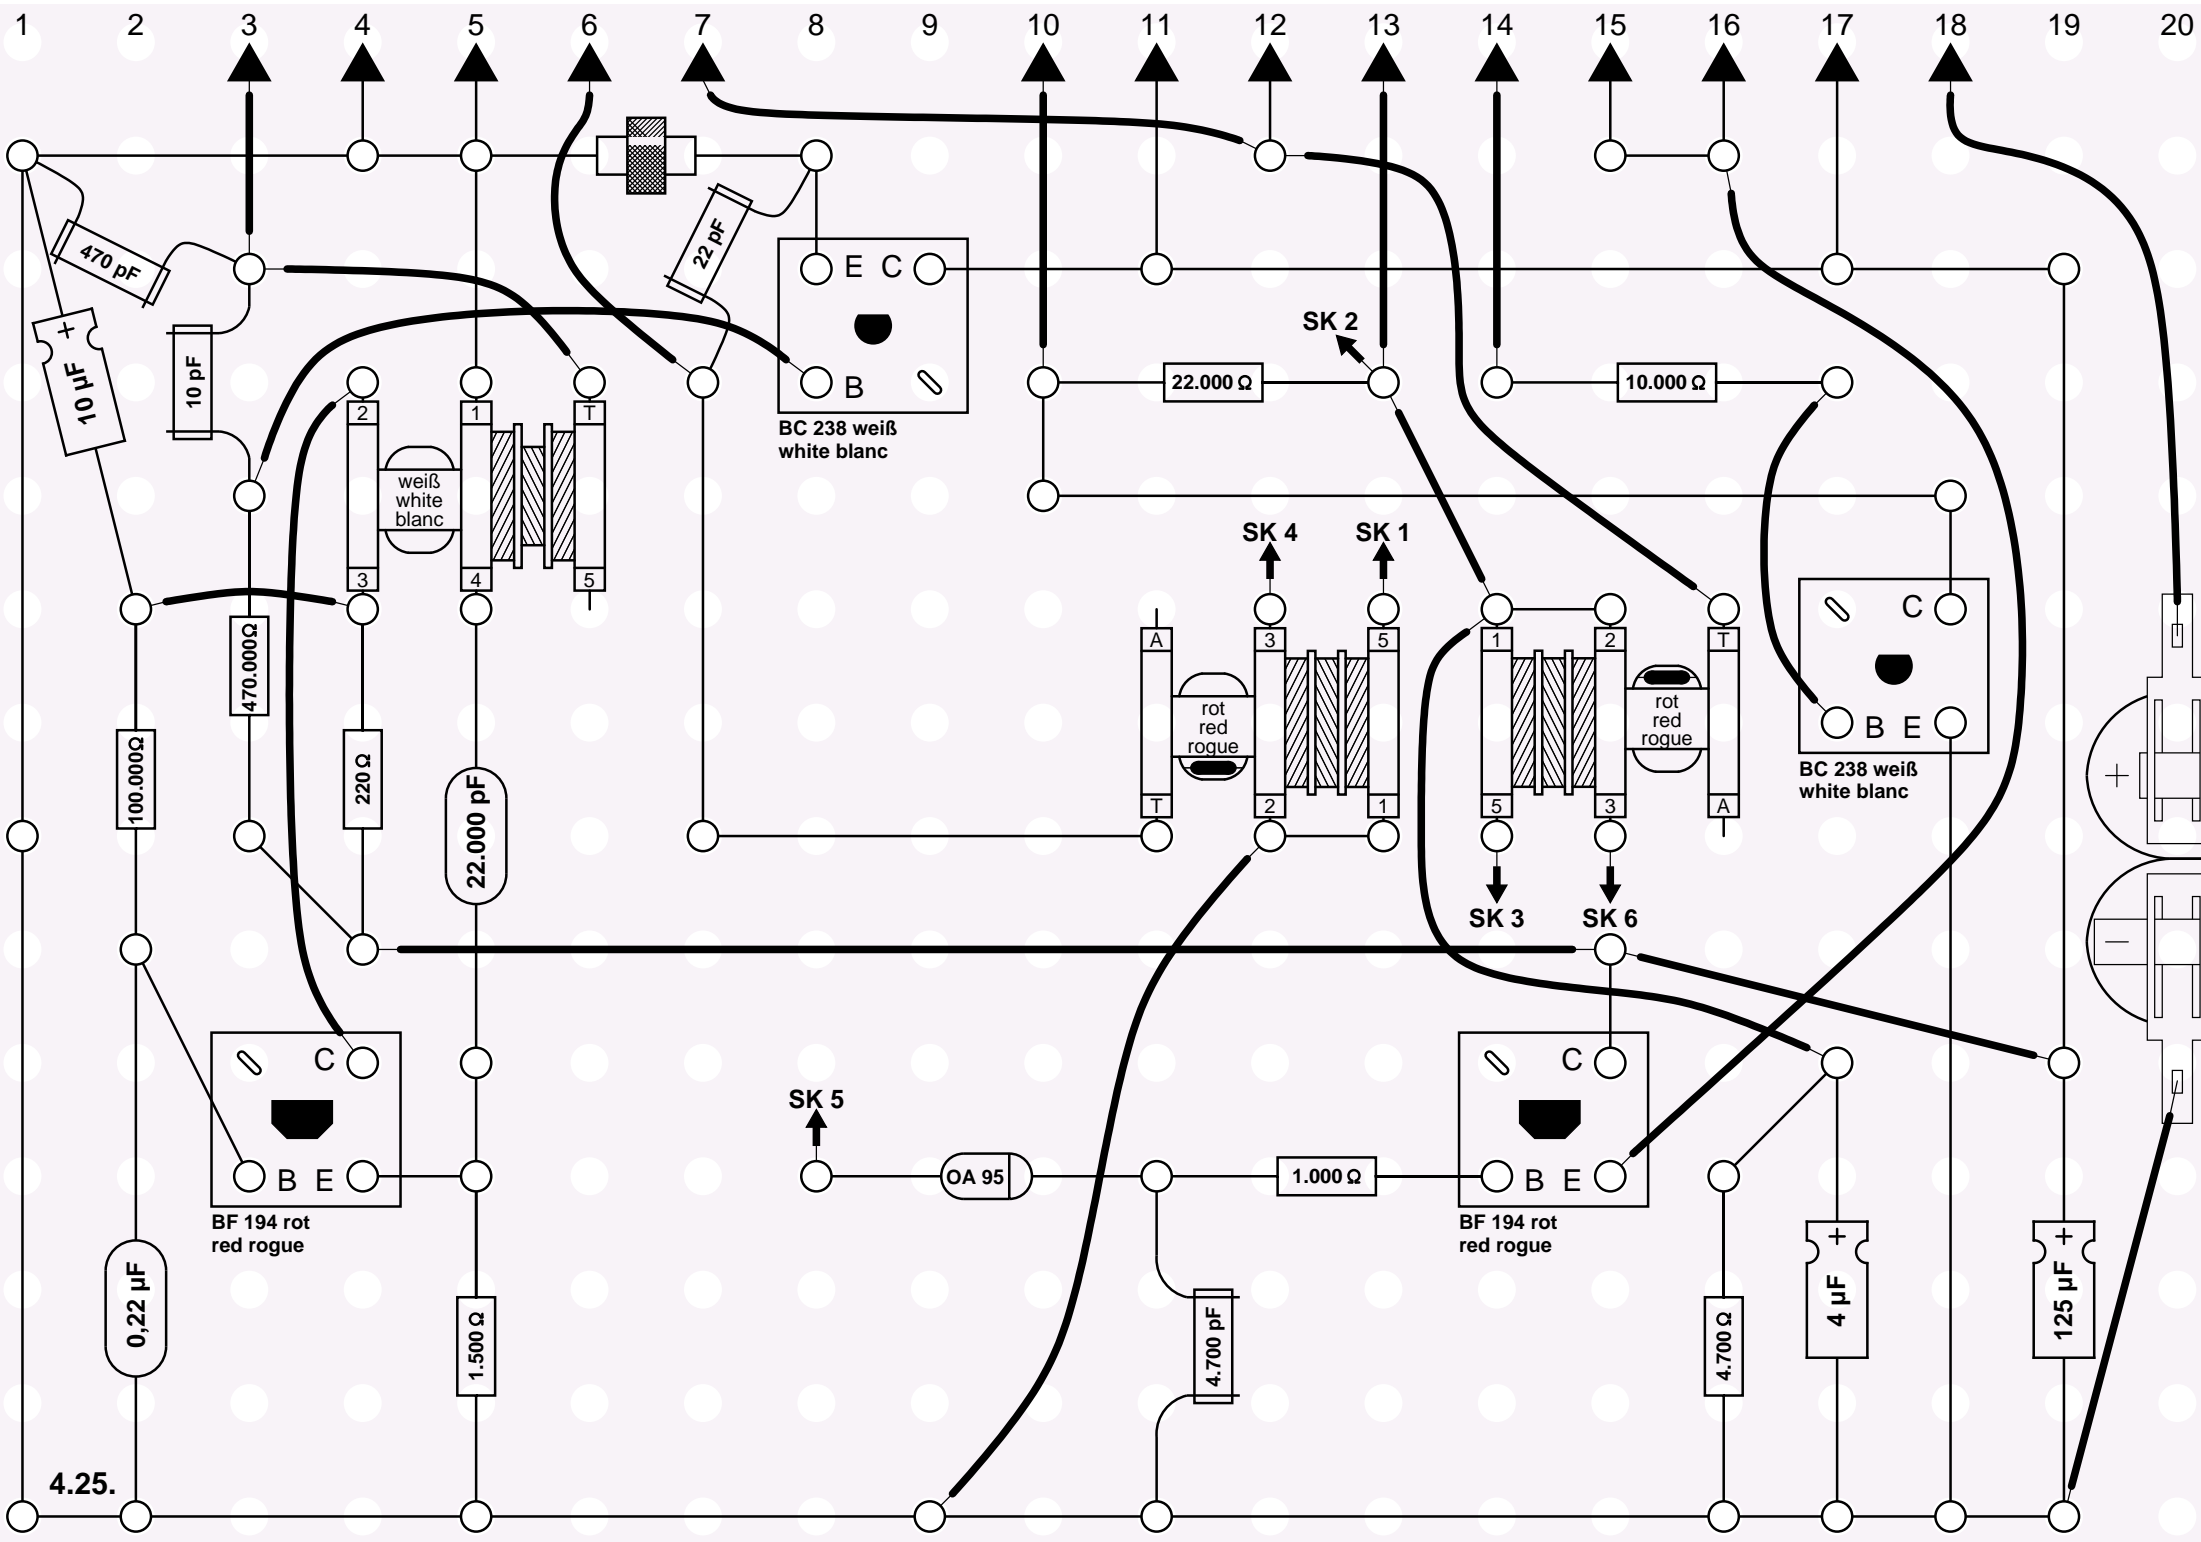 1 2 3 4 5 6 7 8 9 10 11 12 13 14 15 16 17 18 19 20
470 pF
22 pF
E C
B
BC 238 weiß
white blanc
+
10 µF
10 pF
SK 2
22.000 Ω
10.000 Ω
2 1 T
weiß
white
blanc
3 4 5
SK 4 SK 1
A 3 5
rot
red
rogue
T 2 1
1 2 T
rot
red
rogue
5 3 A
SK 3 SK 6
C
B E
BC 238 weiß
white blanc
+
−
470.000Ω
100.000Ω
220 Ω
22.000 pF
C
B E
BF 194 rot
red rogue
SK 5
OA 95
1.000 Ω
C
B E
BF 194 rot
red rogue
0,22 µF
1.500 Ω
4.700 pF
4.700 Ω
+
4 µF
+
125 µF
4.25.